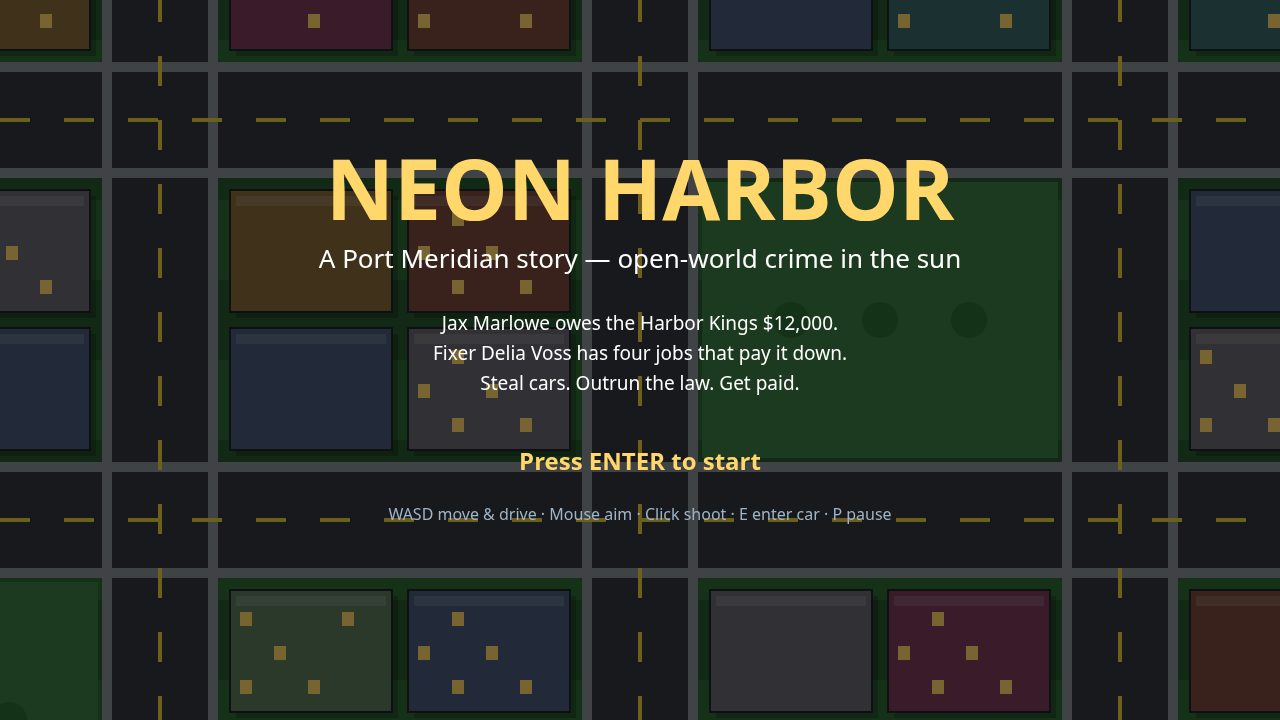 NEON HARBOR
A Port Meridian story — open-world crime in the sun
Jax Marlowe owes the Harbor Kings $12,000.
Fixer Delia Voss has four jobs that pay it down.
Steal cars. Outrun the law. Get paid.
Press ENTER to start
WASD move & drive · Mouse aim · Click shoot · E enter car · P pause